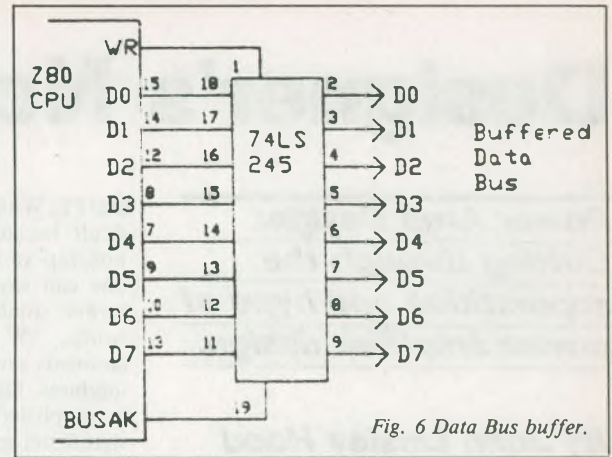 WR
1
Z80
CPU
D0 15 18 2 D0
D1 14 17 3 D1
74LS
245
Buffered
Data
Bus
D2 12 16 4 D2
D3 8 15 5 D3
D4 7 14 6 D4
D5 9 13 7 D5
D6 10 12 8 D6
D7 13 11 9 D7
BUSAK 19
Fig. 6 Data Bus buffer.